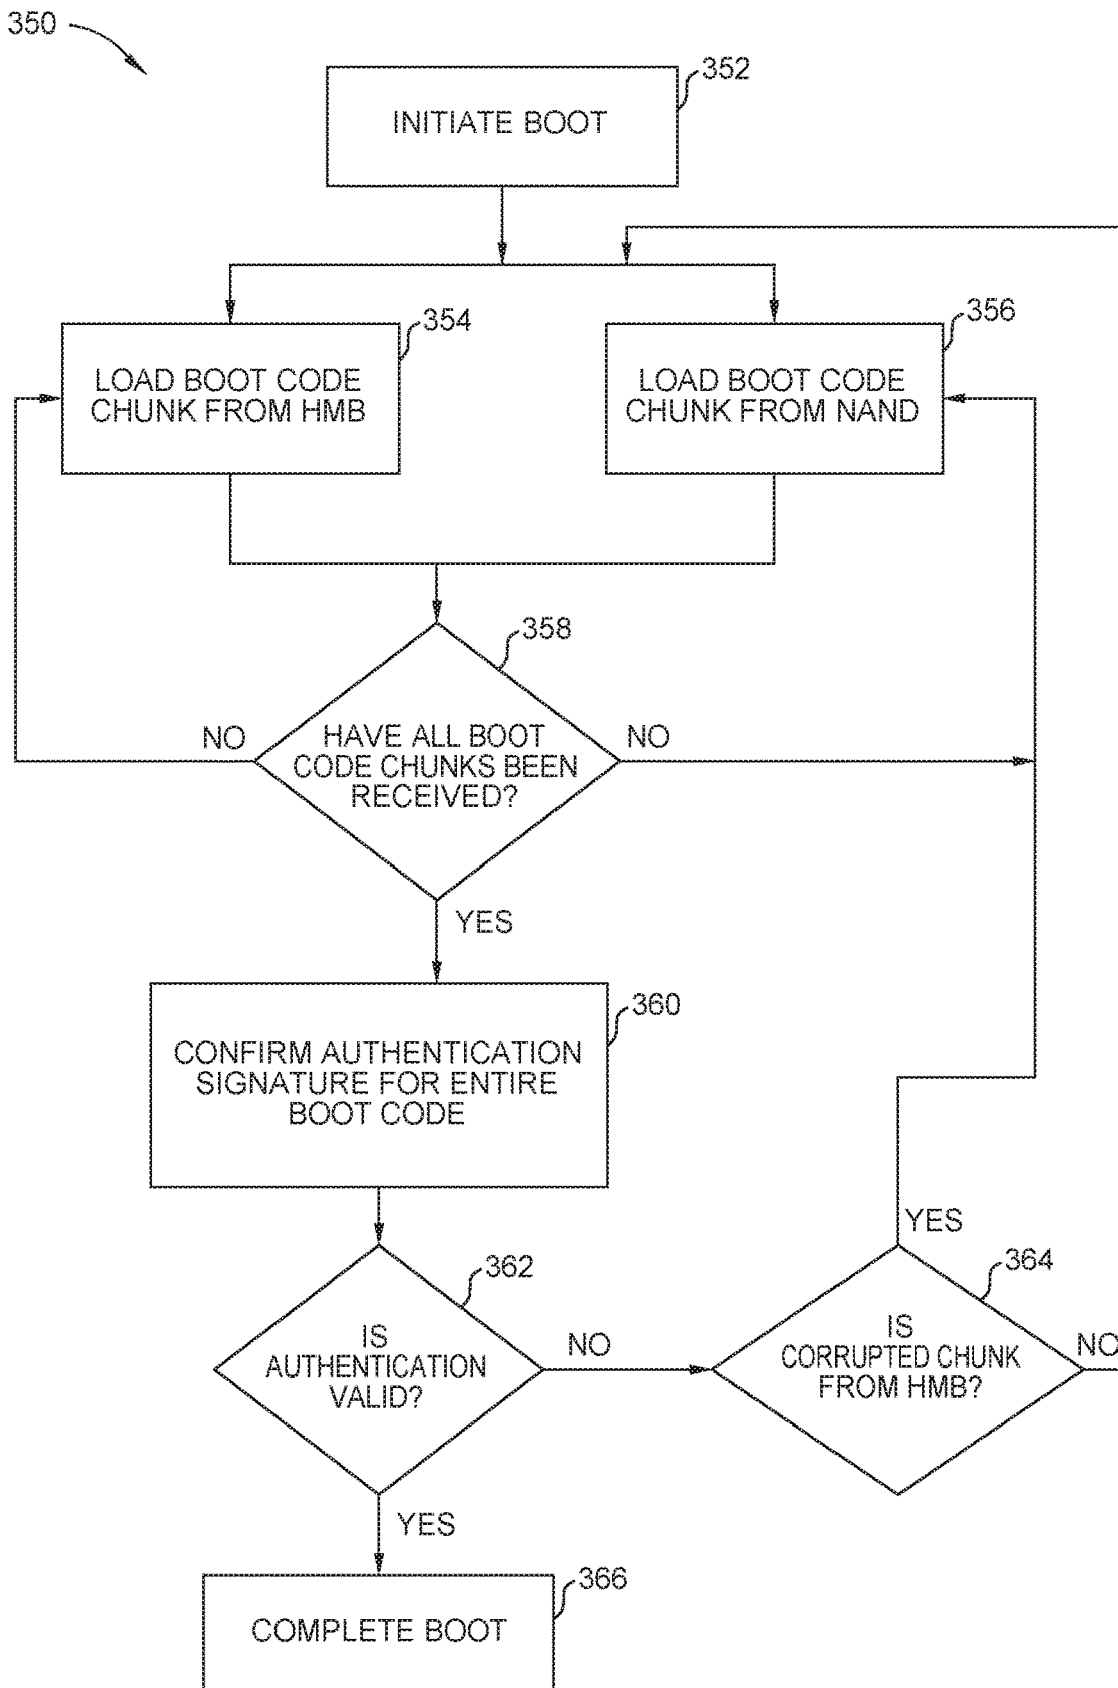 350
352
INITIATE BOOT
354
356
LOAD BOOT CODE
CHUNK FROM HMB
LOAD BOOT CODE
CHUNK FROM NAND
358
NO
HAVE ALL BOOT
CODE CHUNKS BEEN
RECEIVED?
NO
YES
360
CONFIRM AUTHENTICATION
SIGNATURE FOR ENTIRE
BOOT CODE
YES
362
364
IS
AUTHENTICATION
VALID?
NO
IS
CORRUPTED CHUNK
FROM HMB?
NO
YES
366
COMPLETE BOOT